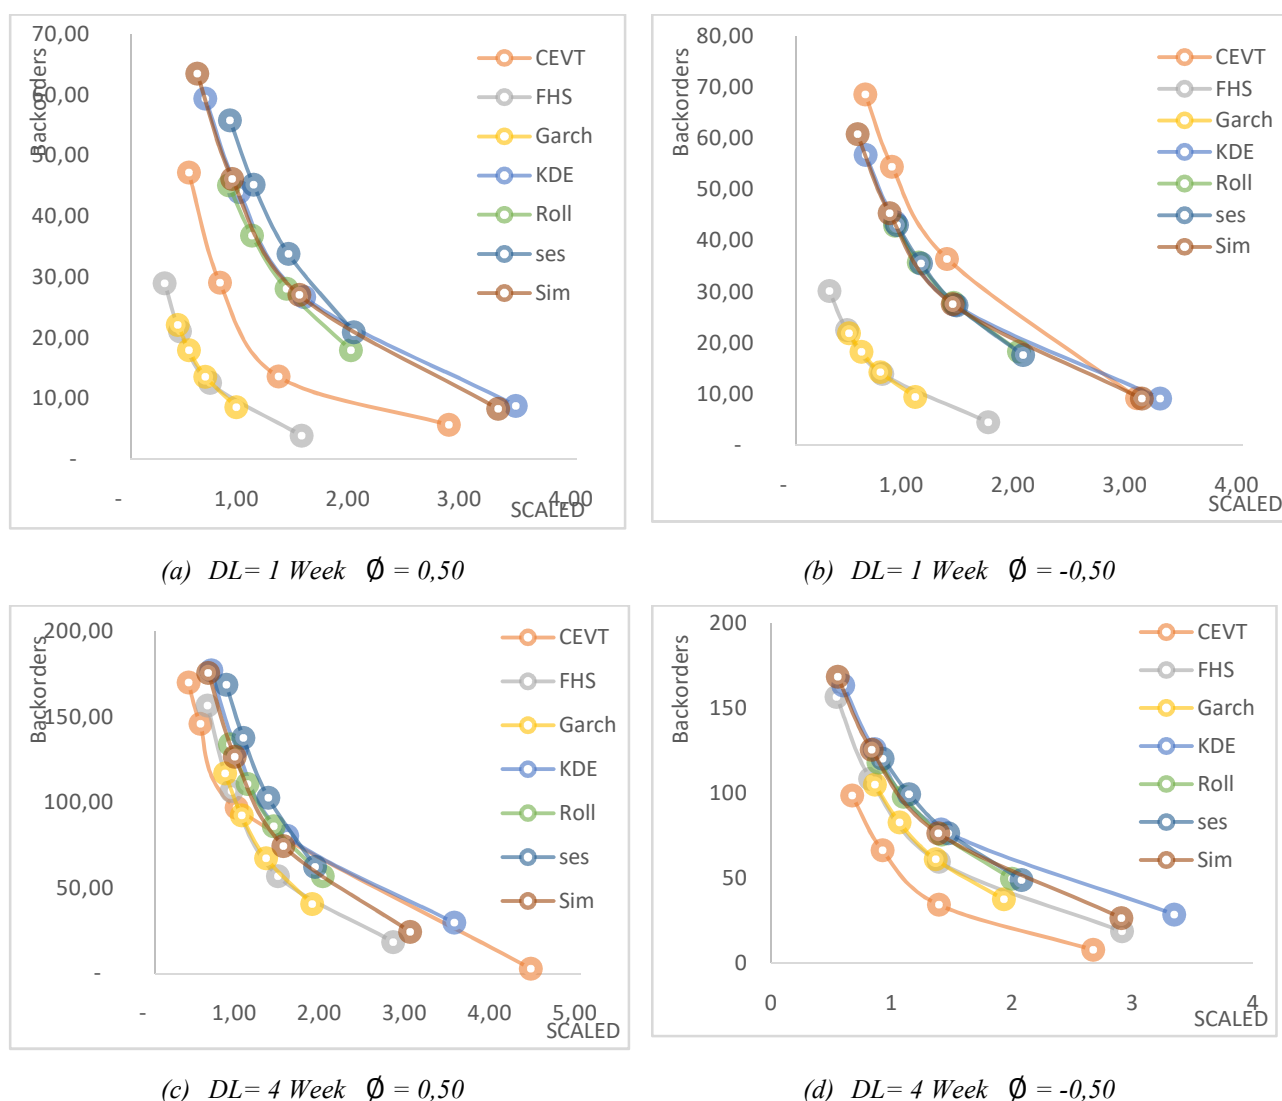 70,00
60,00
50,00
40,00
30,00
20,00
10,00
-
Backorders
- 1,00 2,00 3,00 4,00
SCALED
CEVT
FHS
Garch
KDE
Roll
ses
Sim
(a) DL= 1 Week ∅ = 0,50
80,00
70,00
60,00
50,00
40,00
30,00
20,00
10,00
-
Backorders
- 1,00 2,00 3,00 4,00
SCALED
CEVT
FHS
Garch
KDE
Roll
ses
Sim
(b) DL= 1 Week ∅ = -0,50
200,00
150,00
100,00
50,00
-
Backorders
- 1,00 2,00 3,00 4,00 5,00
SCALED
CEVT
FHS
Garch
KDE
Roll
ses
Sim
(c) DL= 4 Week ∅ = 0,50
200
150
100
50
0
Backorders
0 1 2 3 4
SCALED
CEVT
FHS
Garch
KDE
Roll
ses
Sim
(d) DL= 4 Week ∅ = -0,50